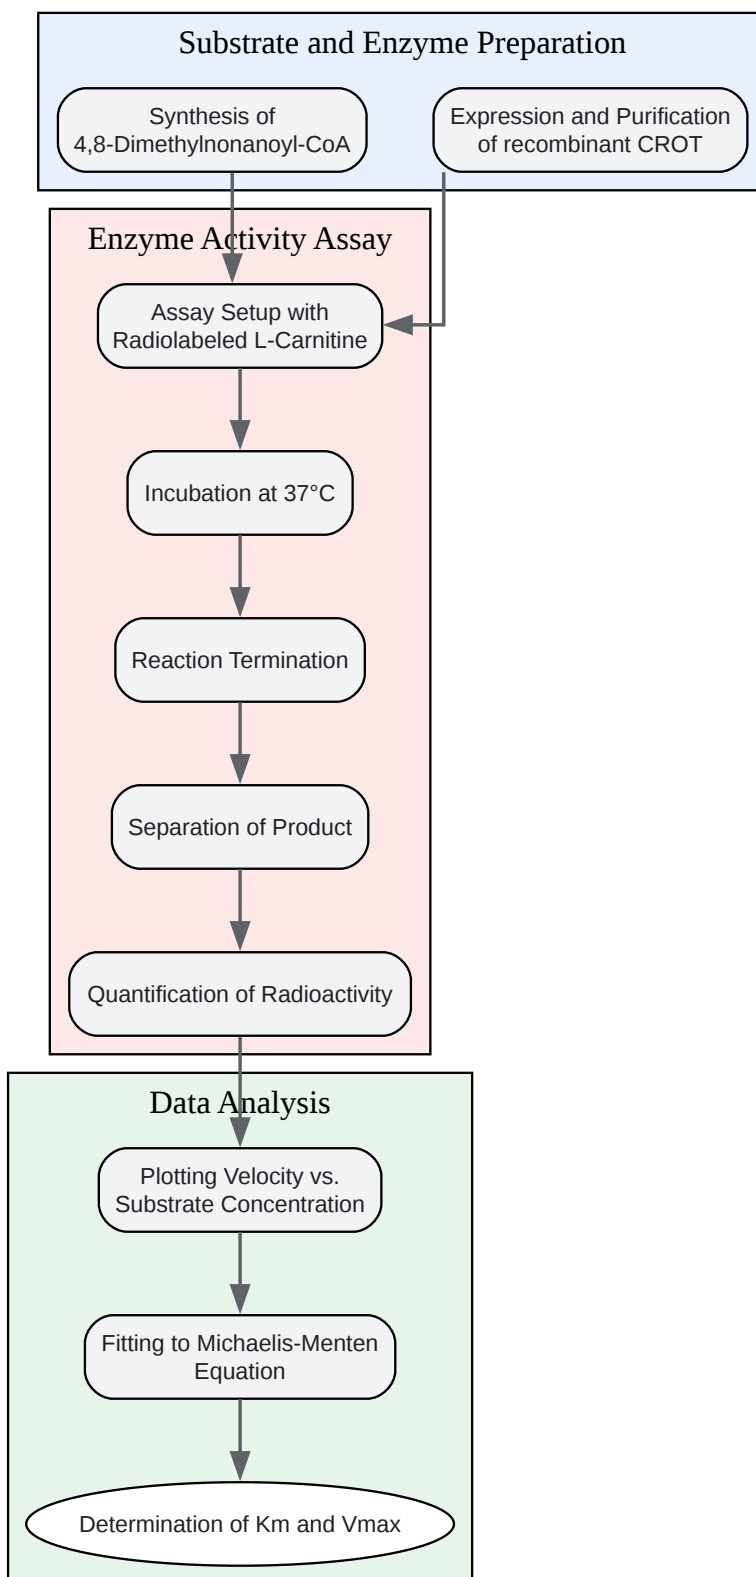 Substrate and Enzyme Preparation
Synthesis of
4,8-Dimethylnonanoyl-CoA
Expression and Purification
of recombinant CROT
Enzyme Activity Assay
Assay Setup with
Radiolabeled L-Carnitine
Incubation at 37°C
Reaction Termination
Separation of Product
Quantification of Radioactivity
Data Analysis
Plotting Velocity vs.
Substrate Concentration
Fitting to Michaelis-Menten
Equation
Determination of Km and Vmax